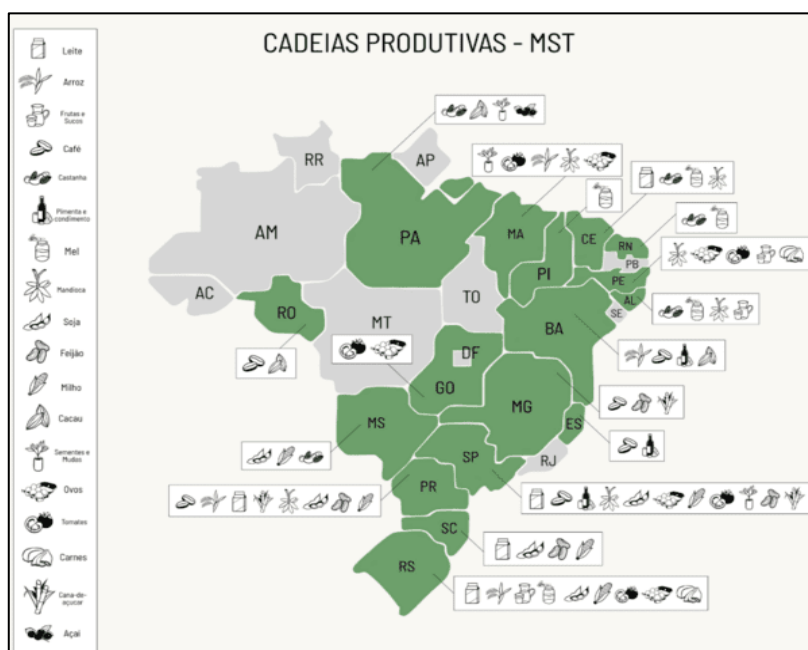 CADEIAS PRODUTIVAS - MST
Leite
Arroz
Frutas e
Sucos
Café
Castanha
Pimenta e
condimento
Mel
Mandioca
Soja
Feijão
Milho
Cacau
Sementes e
Mudas
Ovos
Tomates
Carnes
Cana-de-
açucar
Açaí
RR
AP
AM
PA
MA
CE
RN
PB
PI
PE
AC
TO
AL
SE
RO
MT
BA
DF
GO
MG
MS
ES
SP
RJ
PR
SC
RS